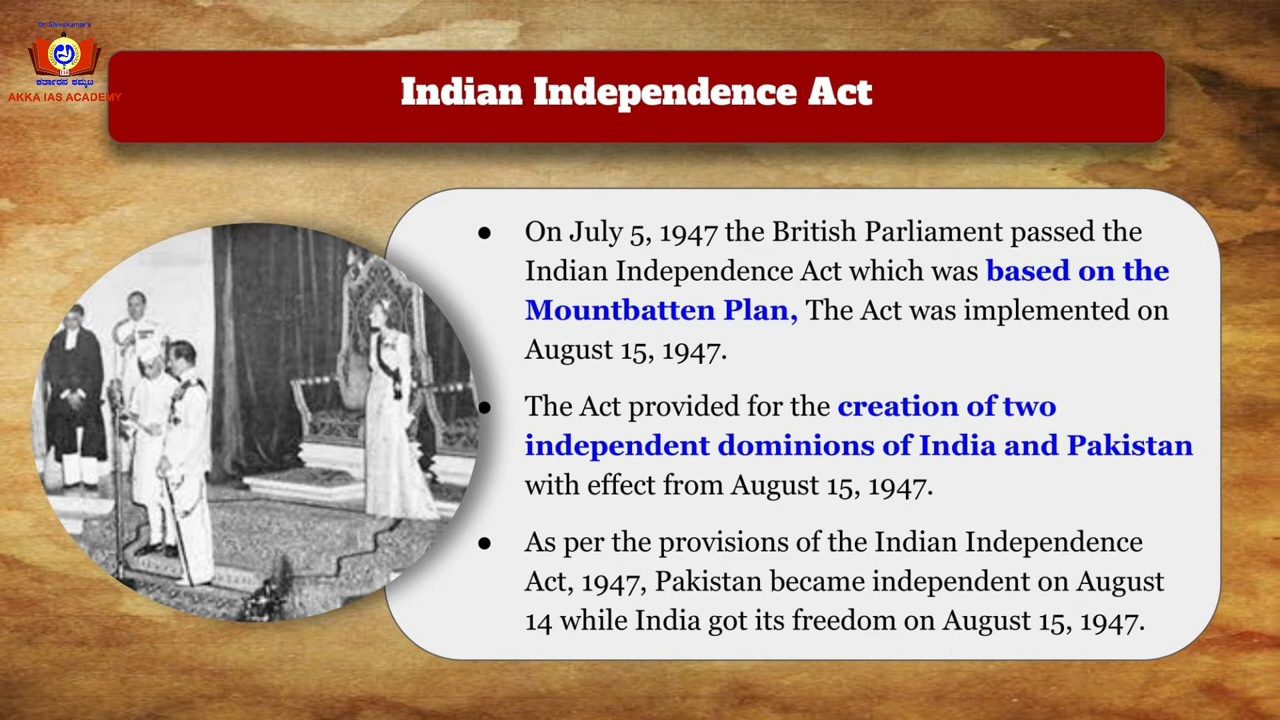 Dr. Shivakumar's
IAS
ಕರ್ನಾಟಕದ ಹೆಮ್ಮೆಯ
AKKA IAS ACADEMY
Indian Independence Act
● On July 5, 1947 the British Parliament passed the
Indian Independence Act which was based on the
Mountbatten Plan, The Act was implemented on
August 15, 1947.
● The Act provided for the creation of two
independent dominions of India and Pakistan
with effect from August 15, 1947.
● As per the provisions of the Indian Independence
Act, 1947, Pakistan became independent on August
14 while India got its freedom on August 15, 1947.